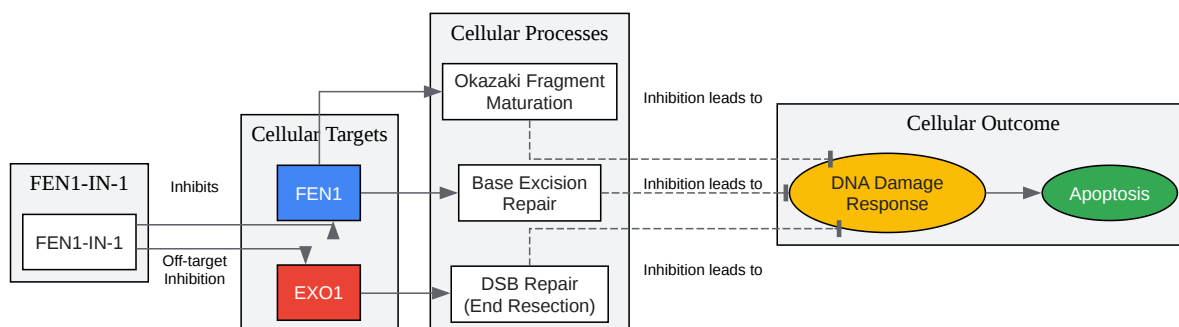 Cellular Processes
Okazaki Fragment
Maturation
Inhibition leads to
Cellular Targets
Cellular Outcome
FEN1-IN-1
Inhibits
FEN1
Base Excision
Repair
Inhibition leads to
DNA Damage
Response
Apoptosis
FEN1-IN-1
Off-target
Inhibition
EXO1
DSB Repair
(End Resection)
Inhibition leads to